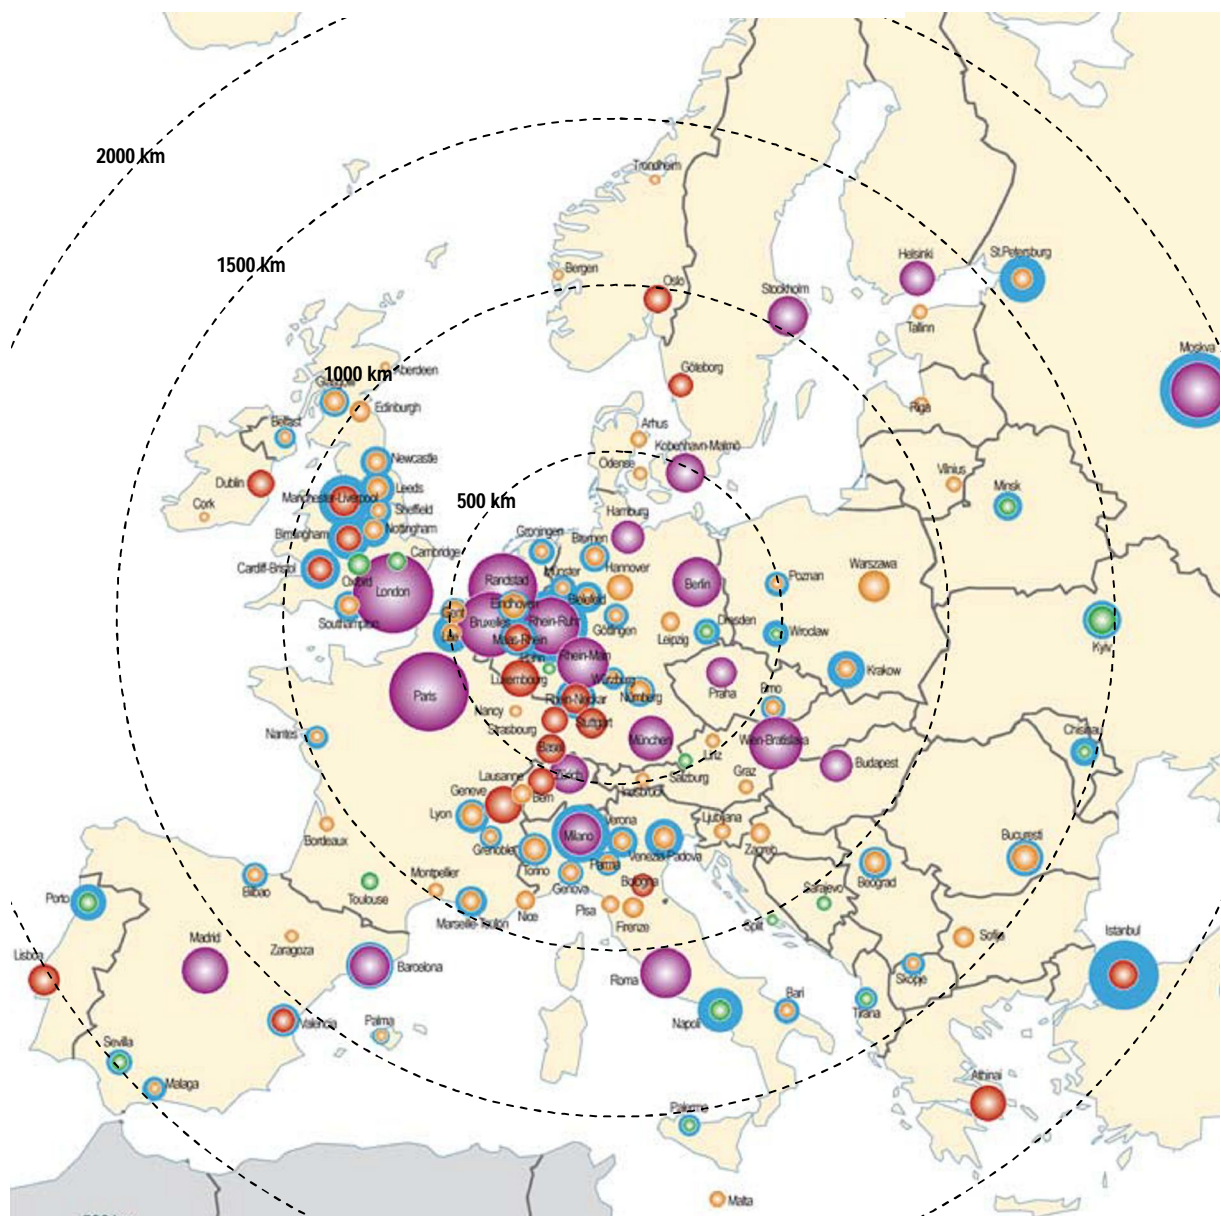 2000 km
Trondheim
1500 km
Bergen
Oslo
Stockholm
Helsinki
St.Petersburg
Tallinn
Moskva
1000 km
Aberdeen
Glasgow
Edinburgh
Göteborg
Riga
Belfast
Arhus
Kobenhavn-Malmö
Newcastle
Dublin
Manchester-Liverpool
Leeds
Odense
Vilnius
Minsk
Cork
Sheffield
500 km
Hamburg
Birmingham
Nottingham
Groningen
Bremen
Cardiff-Bristol
Cambridge
Oxford
London
Randstad
Münster
Hannover
Berlin
Poznan
Warszawa
Southampton
Gent
Eindhoven
Bielefeld
Bruxelles
Rhein-Ruhr
Göttingen
Leipzig
Dresden
Wroclaw
Kyiv
Lille
Maas-Rhein
Hahn
Rhein-Main
Krakow
Luxembourg
Würzburg
Nürnberg
Praha
Brno
Paris
Rhein-Neckar
Nancy
Strasbourg
Stuttgart
Nantes
Basel
München
Linz
Wien-Bratislava
Chisinau
Lausanne
Zürich
Salzburg
Budapest
Geneve
Bern
Innsbruck
Graz
Lyon
Bordeaux
Grenoble
Milano
Verona
Ljubljana
Zagreb
Bucuresti
Torino
Parma
Venezia-Padova
Beograd
Bilbao
Montpellier
Genova
Bologna
Sarajevo
Porto
Toulouse
Marseille-Toulon
Nice
Pisa
Firenze
Split
Madrid
Zaragoza
Sofia
Istanbul
Lisboa
Barcelona
Roma
Skopje
Valencia
Palma
Napoli
Bari
Tirana
Sevilla
Malaga
Athinai
Palermo
Malta